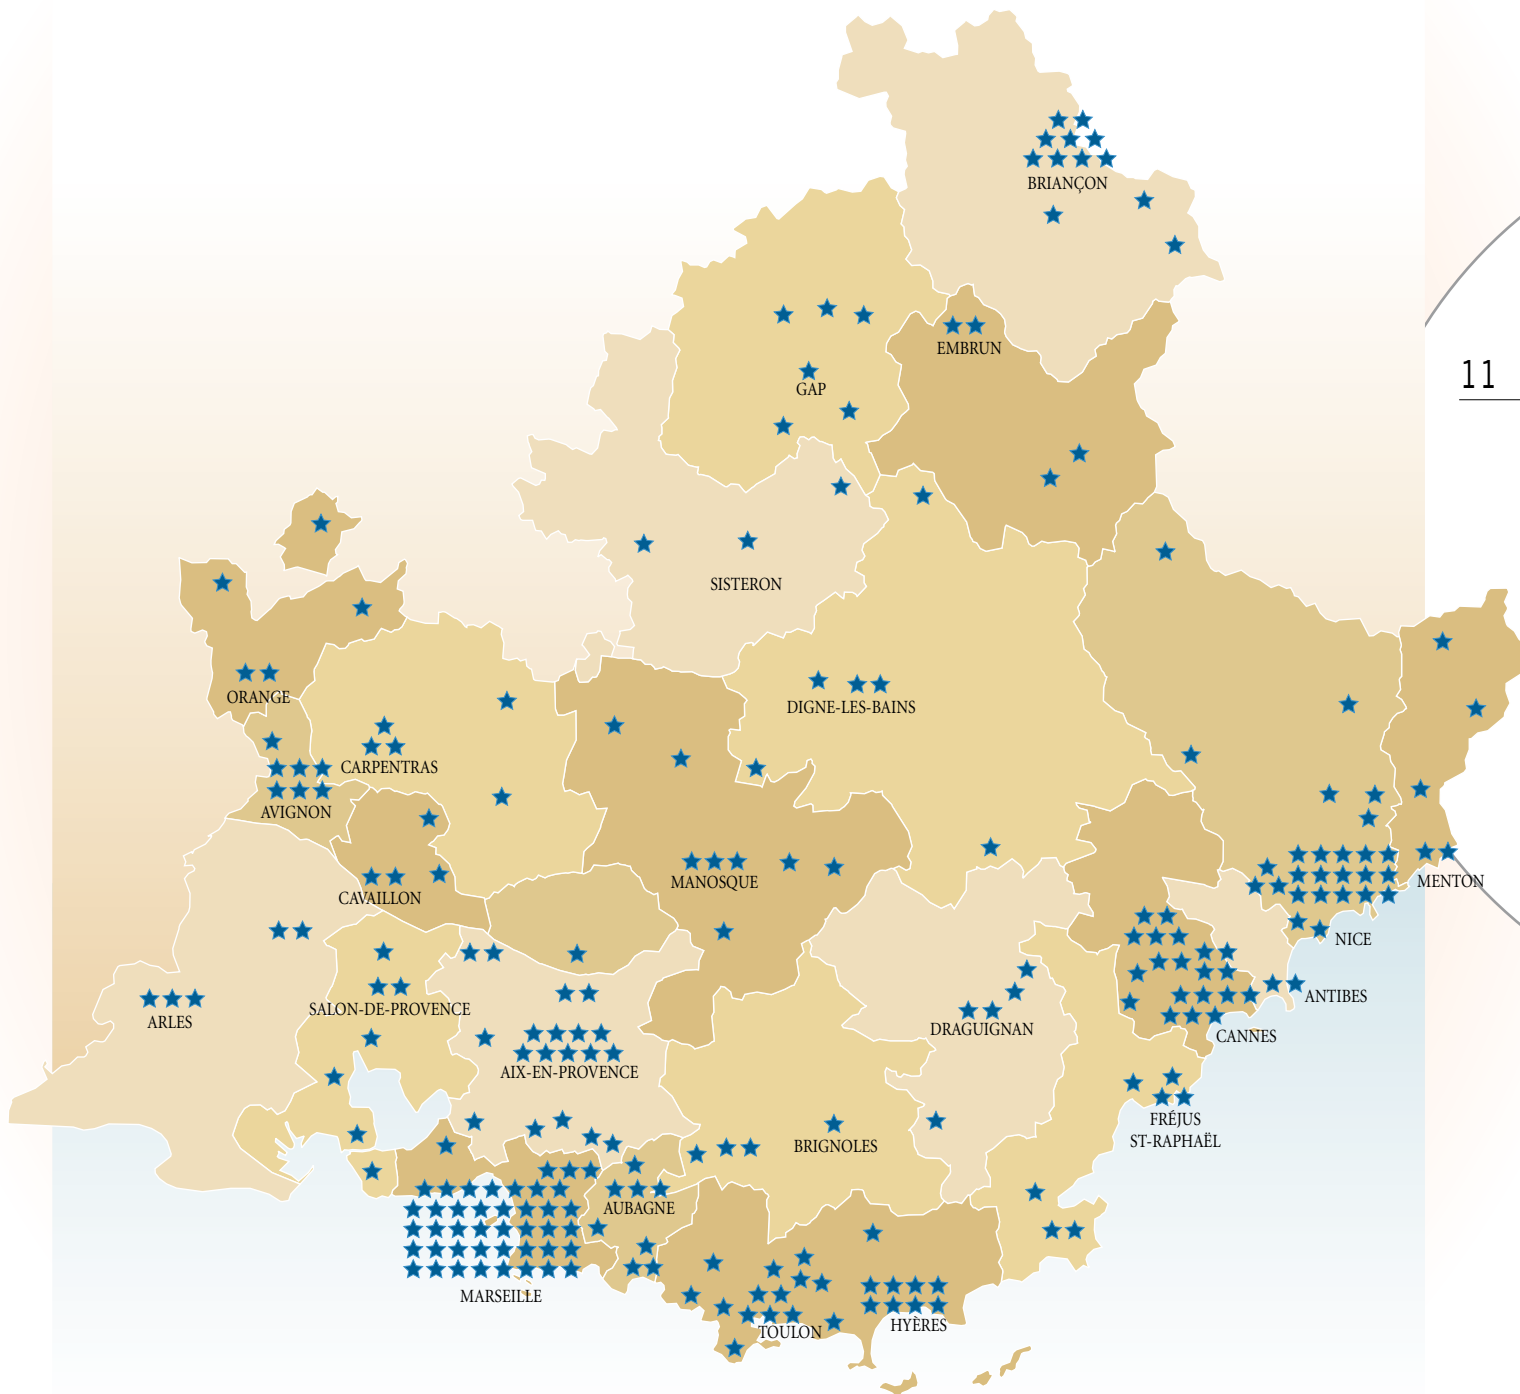 BRIANÇON
EMBRUN
11
GAP
SISTERON
ORANGE
DIGNE-LES-BAINS
CARPENTRAS
AVIGNON
MANOSQUE
MENTON
CAVAILLON
NICE
ANTIBES
SALON-DE-PROVENCE
ARLES
DRAGUIGNAN
CANNES
AIX-EN-PROVENCE
FRÉJUS
ST-RAPHAËL
BRIGNOLES
AUBAGNE
MARSEILLE
HYÈRES
TOULON